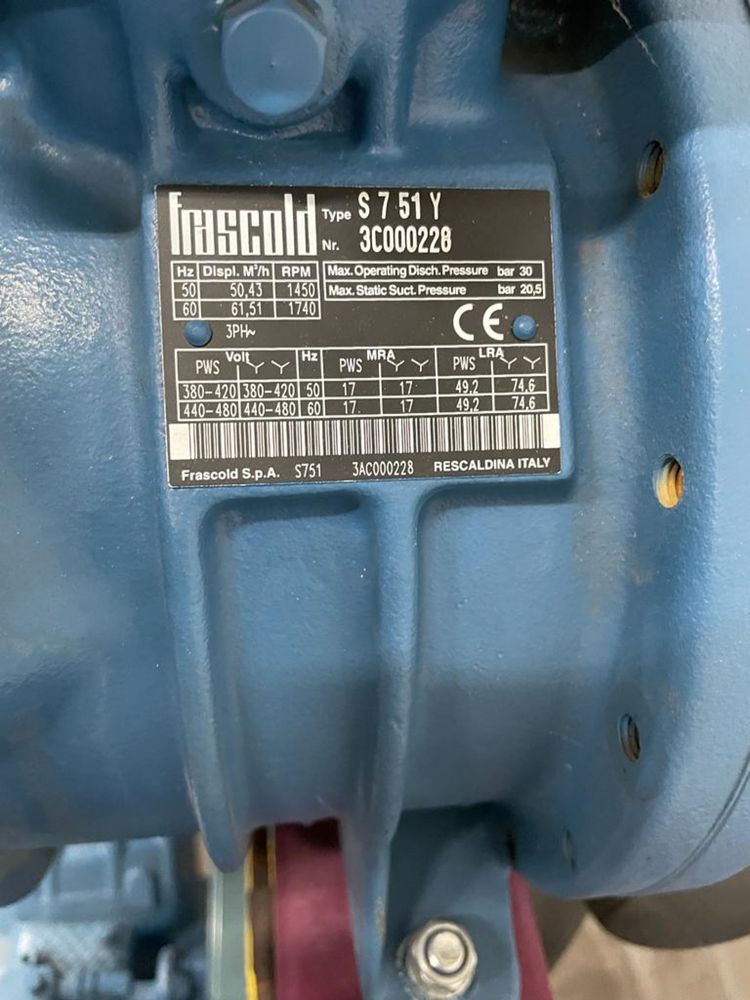 frascold Type S 7 51 Y
Nr. 3C000228
Hz Displ. M³/h RPM
50 50,43 1450
60 61,51 1740
Max. Operating Disch. Pressure bar 30
Max. Static Suct. Pressure bar 20,5
3PH~
CE
Volt MRA LRA
PWS YY Hz PWS YY PWS YY
380-420 380-420 50 17 17 49,2 74,6
440-480 440-480 60 17 17 49,2 74,6
Frascold S.p.A. S751 3AC000228 RESCALDINA ITALY